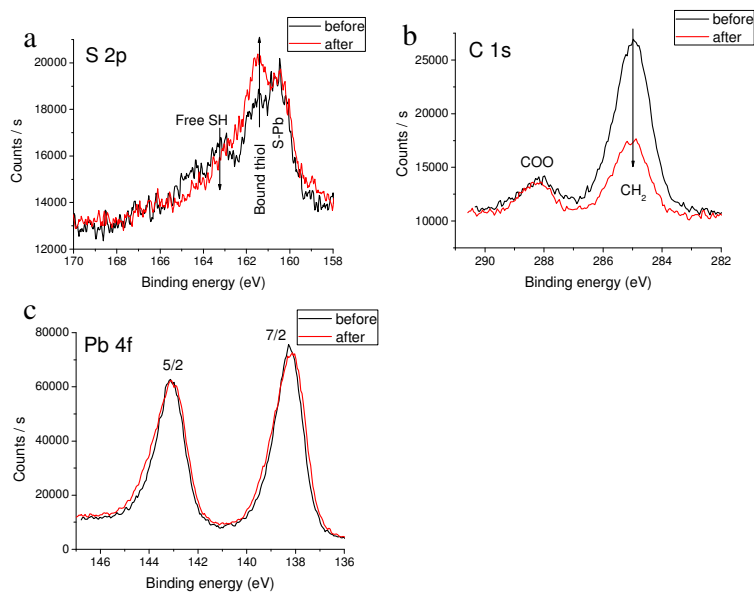 a
S 2p
before
after
Free SH
Bound thiol
S-Pb
Counts / s
20000
18000
16000
14000
12000
170 168 166 164 162 160 158
Binding energy (eV)
b
C 1s
before
after
COO
CH2
Counts / s
25000
20000
15000
10000
290 288 286 284 282
Binding energy (eV)
c
Pb 4f
before
after
5/2
7/2
Counts / s
80000
60000
40000
20000
0
146 144 142 140 138 136
Binding energy (eV)